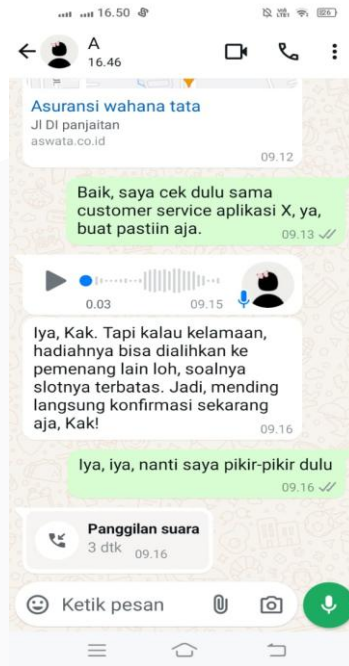 16.50
A
16.46
Asuransi wahana tata
Jl DI panjaitan
aswata.co.id
09.12
Baik, saya cek dulu sama
customer service aplikasi X, ya,
buat pastiin aja.
09.13
0.03
09.15
Iya, Kak. Tapi kalau kelamaan,
hadiahnya bisa dialihkan ke
pemenang lain loh, soalnya
slotnya terbatas. Jadi, mending
langsung konfirmasi sekarang
aja, Kak!
09.16
Iya, iya, nanti saya pikir-pikir dulu
09.16
Panggilan suara
3 dtk
09.16
Ketik pesan